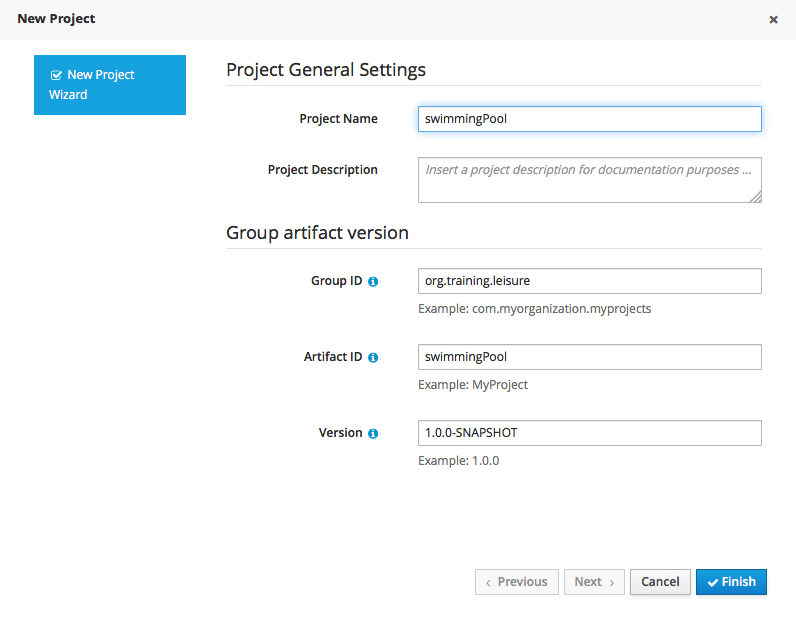 New Project
×
New Project
Wizard
Project General Settings
Project Name
swimmingPool
Project Description
Insert a project description for documentation purposes ...
Group artifact version
Group ID
org.training.leisure
Example: com.myorganization.myprojects
Artifact ID
swimmingPool
Example: MyProject
Version
1.0.0-SNAPSHOT
Example: 1.0.0
‹ Previous
Next ›
Cancel
Finish